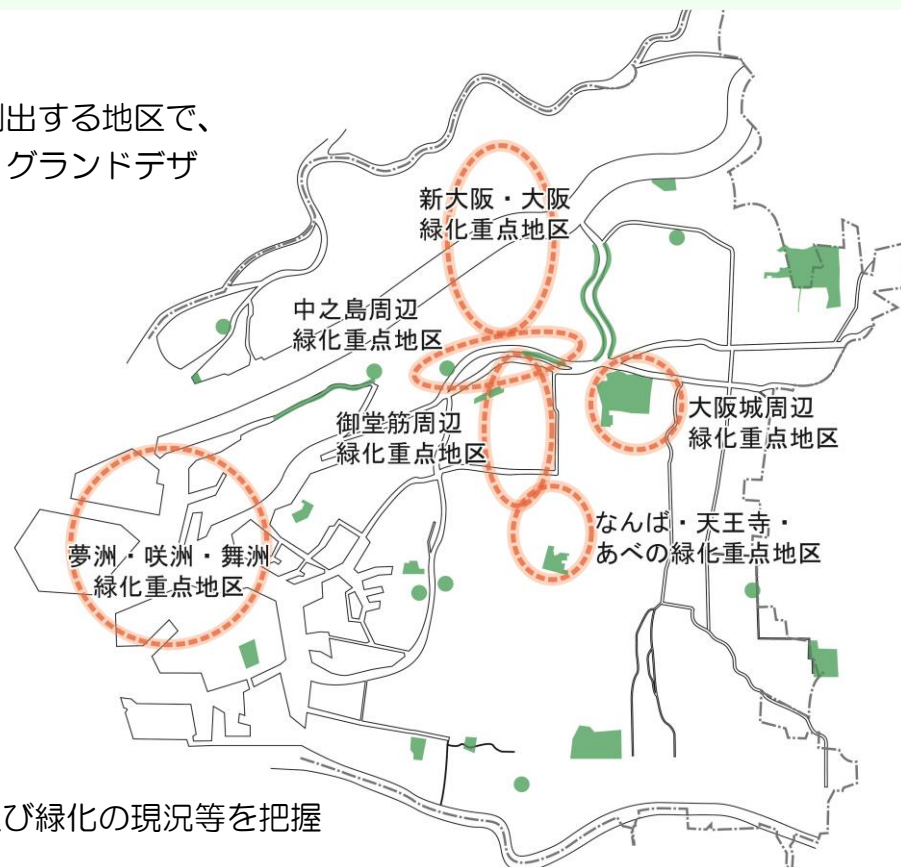 出する地区で、
グランドデザ
新大阪・大阪
緑化重点地区
中之島周辺
緑化重点地区
御堂筋周辺
緑化重点地区
大阪城周辺
緑化重点地区
なんば・天王寺・
あべの緑化重点地区
夢洲・咲洲・舞洲
緑化重点地区
び緑化の現況等を把握